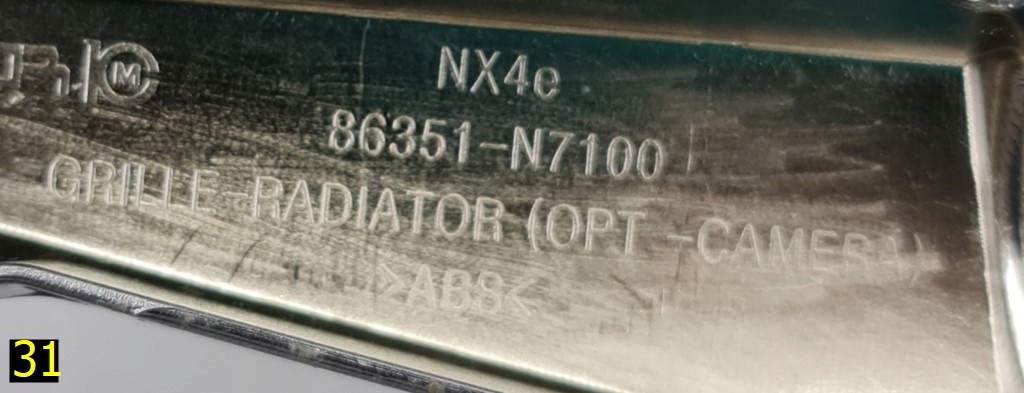 NX4e
86351-N7100
GRILLE-RADIATOR (OPT -CAMERA)
>ABS<
31